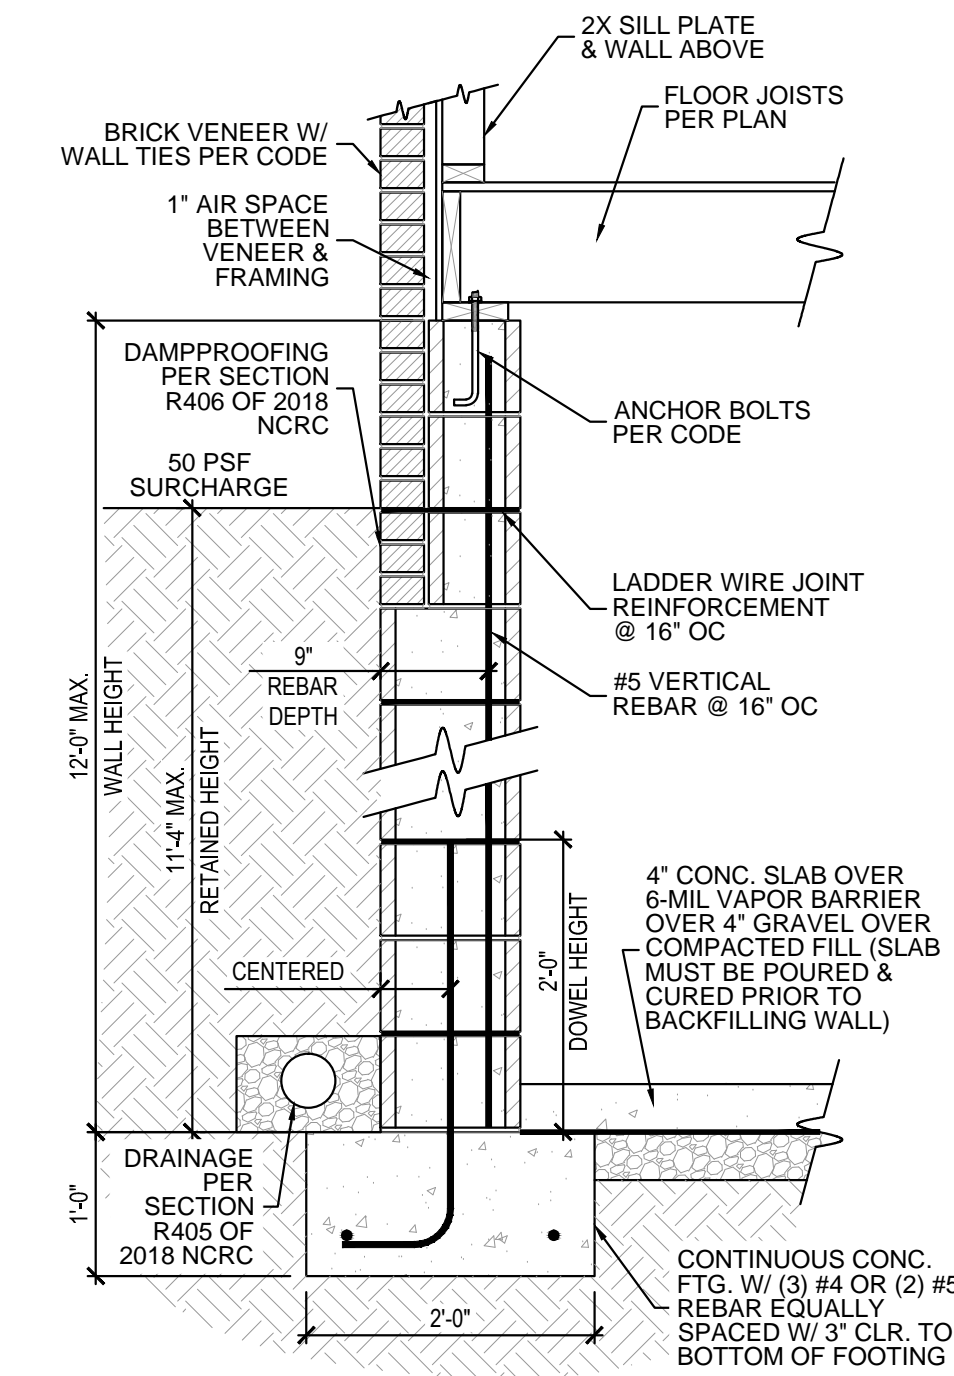 2X SILL PLATE
& WALL ABOVE
FLOOR JOISTS
PER PLAN
BRICK VENEER W/
WALL TIES PER CODE
1" AIR SPACE
BETWEEN
VENEER &
FRAMING
DAMPPROOFING
PER SECTION
R406 OF 2018
NCRC
ANCHOR BOLTS
PER CODE
50 PSF
SURCHARGE
LADDER WIRE JOINT
REINFORCEMENT
@ 16" OC
9"
REBAR
DEPTH
#5 VERTICAL
REBAR @ 16" OC
12'-0" MAX.
WALL HEIGHT
11'-4" MAX.
RETAINED HEIGHT
4" CONC. SLAB OVER
6-MIL VAPOR BARRIER
OVER 4" GRAVEL OVER
COMPACTED FILL (SLAB
MUST BE POURED &
CURED PRIOR TO
BACKFILLING WALL)
CENTERED
2'-0"
DOWEL HEIGHT
DRAINAGE
PER
SECTION
R405 OF
2018 NCRC
1'-0"
2'-0"
CONTINUOUS CONC.
FTG. W/ (3) #4 OR (2) #5
REBAR EQUALLY
SPACED W/ 3" CLR. TO
BOTTOM OF FOOTING